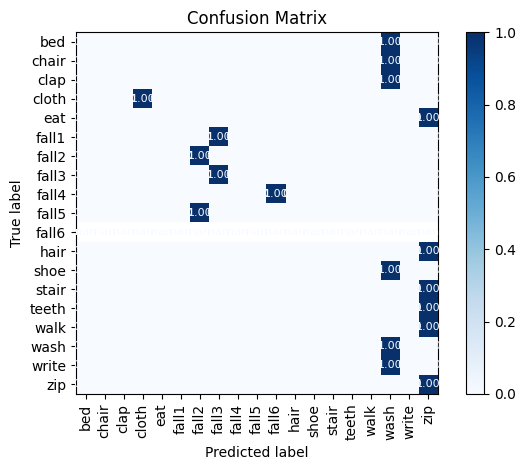 Confusion Matrix
True label
bed 1.00
chair 1.00
clap 1.00
cloth 1.00
eat 1.00
fall1 1.00
fall2 1.00
fall3 1.00
fall4 1.00
fall5 1.00
fall6
hair 1.00
shoe 1.00
stair 1.00
teeth 1.00
walk 1.00
wash 1.00
write 1.00
zip 1.00
bed chair clap cloth eat fall1 fall2 fall3 fall4 fall5 fall6 hair shoe stair teeth walk wash write zip
Predicted label
1.0
0.8
0.6
0.4
0.2
0.0